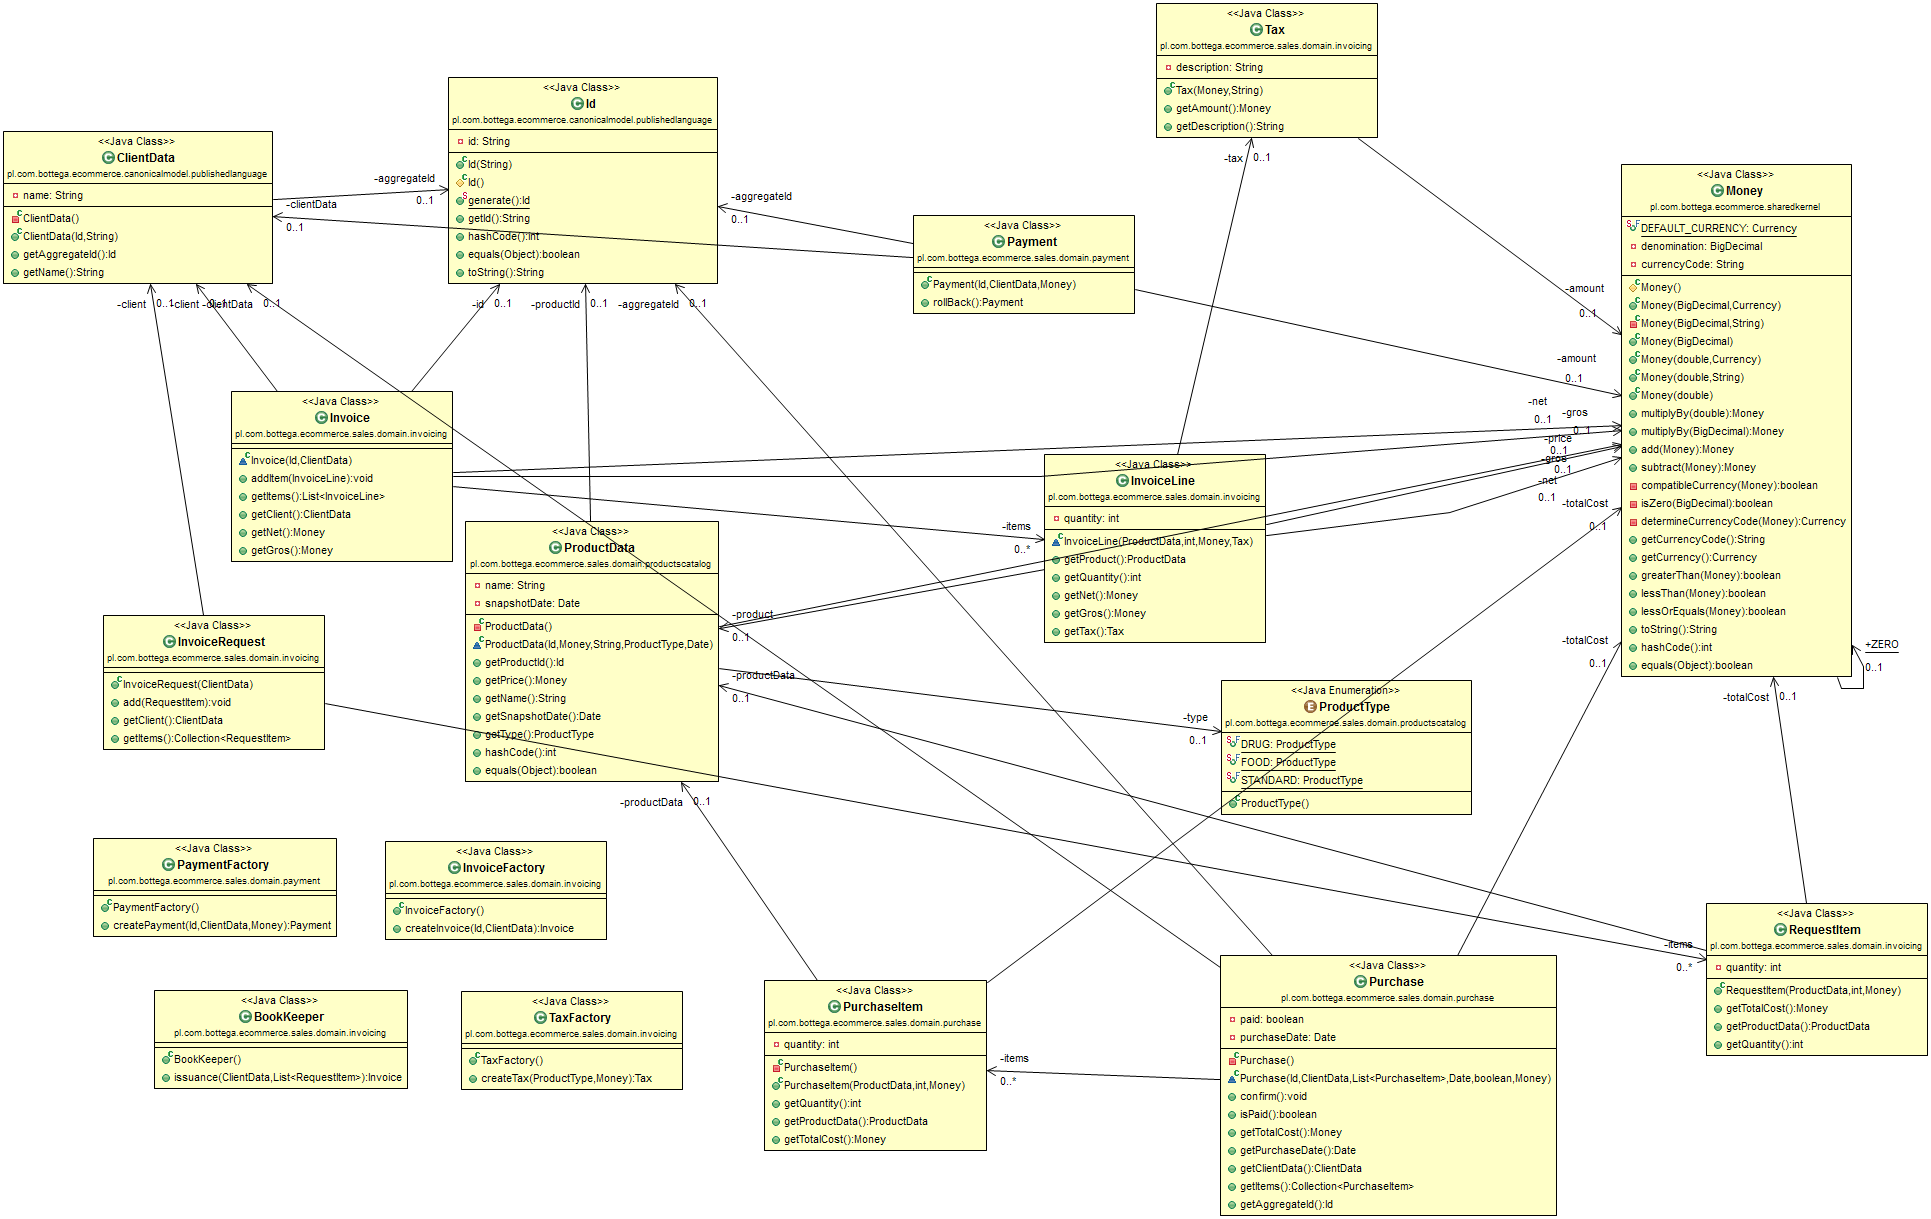 <<Java Class>>
Tax
pl.com.bottega.ecommerce.sales.domain.invoicing
description: String
Tax(Money,String)
getAmount():Money
getDescription():String
<<Java Class>>
Id
pl.com.bottega.ecommerce.canonicalmodel.publishedlanguage
id: String
Id(String)
Id()
generate():Id
getId():String
hashCode():int
equals(Object):boolean
toString():String
<<Java Class>>
ClientData
pl.com.bottega.ecommerce.canonicalmodel.publishedlanguage
name: String
ClientData()
ClientData(Id,String)
getAggregateId():Id
getName():String
-aggregateId
0..1
-clientData
0..1
-aggregateId
0..1
-tax
0..1
<<Java Class>>
Payment
pl.com.bottega.ecommerce.sales.domain.payment
Payment(Id,ClientData,Money)
rollBack():Payment
<<Java Class>>
Money
pl.com.bottega.ecommerce.sharedkernel
DEFAULT_CURRENCY: Currency
denomination: BigDecimal
currencyCode: String
Money()
Money(BigDecimal,Currency)
Money(BigDecimal,String)
Money(BigDecimal)
Money(double,Currency)
Money(double,String)
Money(double)
multiplyBy(double):Money
multiplyBy(BigDecimal):Money
add(Money):Money
subtract(Money):Money
compatibleCurrency(Money):boolean
isZero(BigDecimal):boolean
determineCurrencyCode(Money):Currency
getCurrencyCode():String
getCurrency():Currency
greaterThan(Money):boolean
lessThan(Money):boolean
lessOrEquals(Money):boolean
toString():String
hashCode():int
equals(Object):boolean
+ZERO
0..1
-client
0..1
-client
0..1
-clientData
0..1
-id
0..1
-productId
0..1
-aggregateId
0..1
-amount
0..1
-amount
0..1
-net
0..1
-gros
0..1
-price
0..1
-gros
0..1
-net
0..1
-totalCost
0..1
<<Java Class>>
Invoice
pl.com.bottega.ecommerce.sales.domain.invoicing
Invoice(Id,ClientData)
addItem(InvoiceLine):void
getItems():List<InvoiceLine>
getClient():ClientData
getNet():Money
getGros():Money
-items
0..*
<<Java Class>>
InvoiceLine
pl.com.bottega.ecommerce.sales.domain.invoicing
quantity: int
InvoiceLine(ProductData,int,Money,Tax)
getProduct():ProductData
getQuantity():int
getNet():Money
getGros():Money
getTax():Tax
<<Java Class>>
ProductData
pl.com.bottega.ecommerce.sales.domain.productscatalog
name: String
snapshotDate: Date
ProductData()
ProductData(Id,Money,String,ProductType,Date)
getProductId():Id
getPrice():Money
getName():String
getSnapshotDate():Date
getType():ProductType
hashCode():int
equals(Object):boolean
-product
0..1
-productData
0..1
-type
0..1
-totalCost
0..1
-totalCost
0..1
<<Java Class>>
InvoiceRequest
pl.com.bottega.ecommerce.sales.domain.invoicing
InvoiceRequest(ClientData)
add(RequestItem):void
getClient():ClientData
getItems():Collection<RequestItem>
<<Java Enumeration>>
ProductType
pl.com.bottega.ecommerce.sales.domain.productscatalog
DRUG: ProductType
FOOD: ProductType
STANDARD: ProductType
ProductType()
-productData
0..1
<<Java Class>>
PaymentFactory
pl.com.bottega.ecommerce.sales.domain.payment
PaymentFactory()
createPayment(Id,ClientData,Money):Payment
<<Java Class>>
InvoiceFactory
pl.com.bottega.ecommerce.sales.domain.invoicing
InvoiceFactory()
createInvoice(Id,ClientData):Invoice
-items
0..*
<<Java Class>>
RequestItem
pl.com.bottega.ecommerce.sales.domain.invoicing
quantity: int
RequestItem(ProductData,int,Money)
getTotalCost():Money
getProductData():ProductData
getQuantity():int
<<Java Class>>
BookKeeper
pl.com.bottega.ecommerce.sales.domain.invoicing
BookKeeper()
issuance(ClientData,List<RequestItem>):Invoice
<<Java Class>>
TaxFactory
pl.com.bottega.ecommerce.sales.domain.invoicing
TaxFactory()
createTax(ProductType,Money):Tax
<<Java Class>>
PurchaseItem
pl.com.bottega.ecommerce.sales.domain.purchase
quantity: int
PurchaseItem()
PurchaseItem(ProductData,int,Money)
getQuantity():int
getProductData():ProductData
getTotalCost():Money
-items
0..*
<<Java Class>>
Purchase
pl.com.bottega.ecommerce.sales.domain.purchase
paid: boolean
purchaseDate: Date
Purchase()
Purchase(Id,ClientData,List<PurchaseItem>,Date,boolean,Money)
confirm():void
isPaid():boolean
getTotalCost():Money
getPurchaseDate():Date
getClientData():ClientData
getItems():Collection<PurchaseItem>
getAggregateId():Id